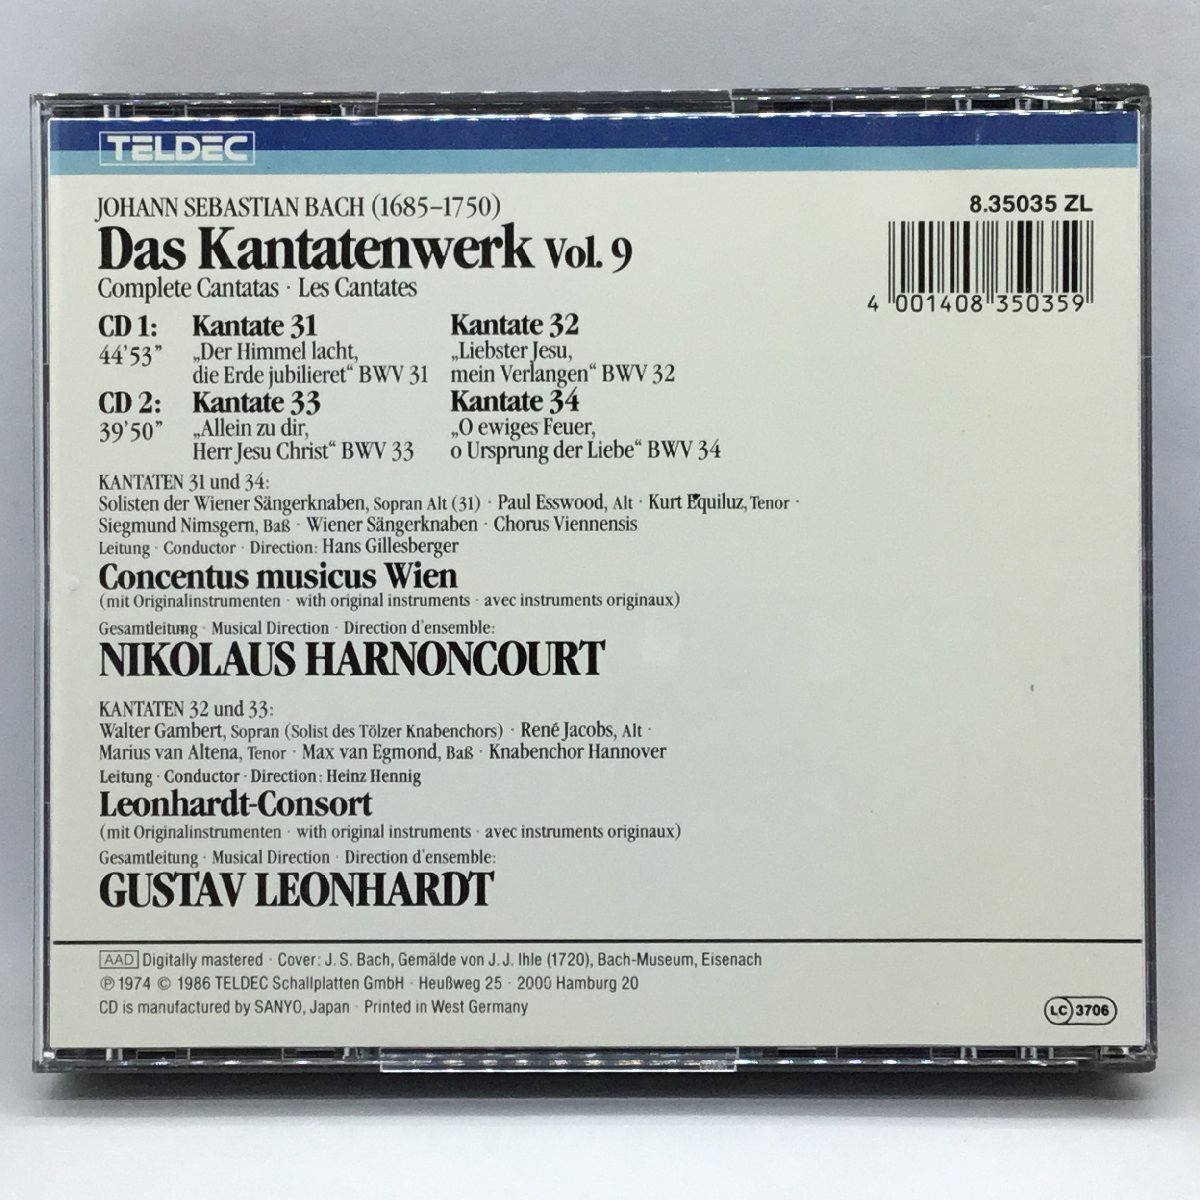 TELDEC
JOHANN SEBASTIAN BACH (1685–1750)
Das Kantatenwerk Vol. 9
Complete Cantatas · Les Cantates
8.35035 ZL
4 001408 350359
CD 1: Kantate 31 Kantate 32
44'53” „Der Himmel lacht, „Liebster Jesu,
die Erde jubilieret“ BWV 31 mein Verlangen“ BWV 32
CD 2: Kantate 33 Kantate 34
39'50” „Allein zu dir, „O ewiges Feuer,
Herr Jesu Christ“ BWV 33 o Ursprung der Liebe“ BWV 34
KANTATEN 31 und 34:
Solisten der Wiener Sängerknaben, Sopran Alt (31) · Paul Esswood, Alt · Kurt Equiluz, Tenor ·
Siegmund Nimsgern, Baß · Wiener Sängerknaben · Chorus Viennensis
Leitung · Conductor · Direction: Hans Gillesberger
Concentus musicus Wien
(mit Originalinstrumenten · with original instruments · avec instruments originaux)
Gesamtleitung · Musical Direction · Direction d'ensemble:
NIKOLAUS HARNONCOURT
KANTATEN 32 und 33:
Walter Gambert, Sopran (Solist des Tölzer Knabenchors) · René Jacobs, Alt ·
Marius van Altena, Tenor · Max van Egmond, Baß · Knabenchor Hannover
Leitung · Conductor · Direction: Heinz Hennig
Leonhardt-Consort
(mit Originalinstrumenten · with original instruments · avec instruments originaux)
Gesamtleitung · Musical Direction · Direction d'ensemble:
GUSTAV LEONHARDT
AAD Digitally mastered · Cover: J. S. Bach, Gemälde von J. J. Ihle (1720), Bach-Museum, Eisenach
℗ 1974 © 1986 TELDEC Schallplatten GmbH · Heußweg 25 · 2000 Hamburg 20
CD is manufactured by SANYO, Japan · Printed in West Germany
LC 3706